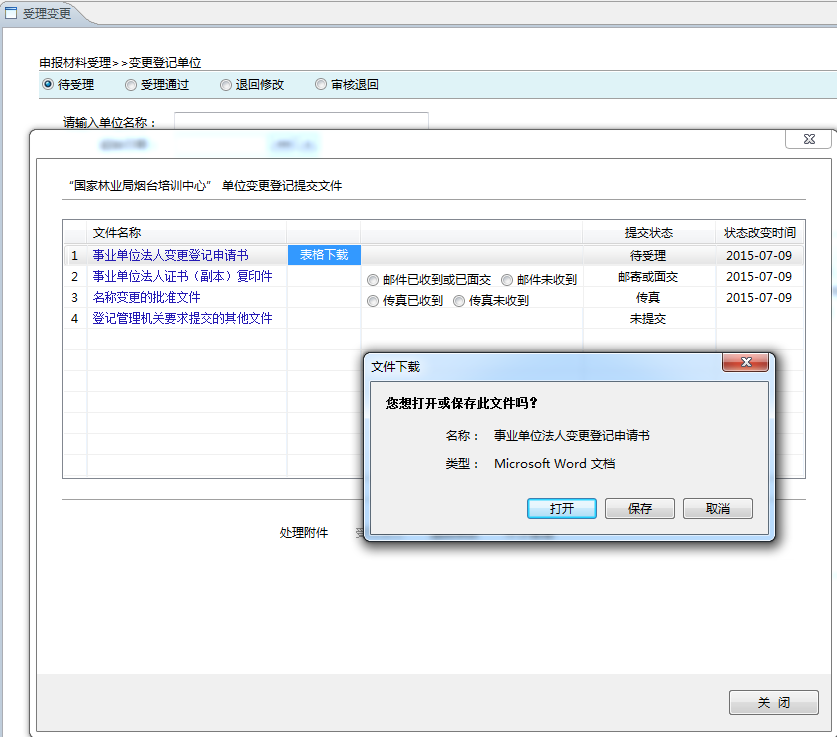 受理变更
申报材料受理>>变更登记单位
待受理 受理通过 退回修改 审核退回
请输入单位名称：
“国家林业局烟台培训中心” 单位变更登记提交文件
文件名称 提交状态 状态改变时间
1 事业单位法人变更登记申请书 表格下载 待受理 2015-07-09
2 事业单位法人证书（副本）复印件 邮件已收到或已面交 邮件未收到 邮寄或面交 2015-07-09
3 名称变更的批准文件 传真已收到 传真未收到 传真 2015-07-09
4 登记管理机关要求提交的其他文件 未提交
文件下载
您想打开或保存此文件吗？
名称： 事业单位法人变更登记申请书
类型： Microsoft Word 文档
打开 保存 取消
处理附件
关 闭